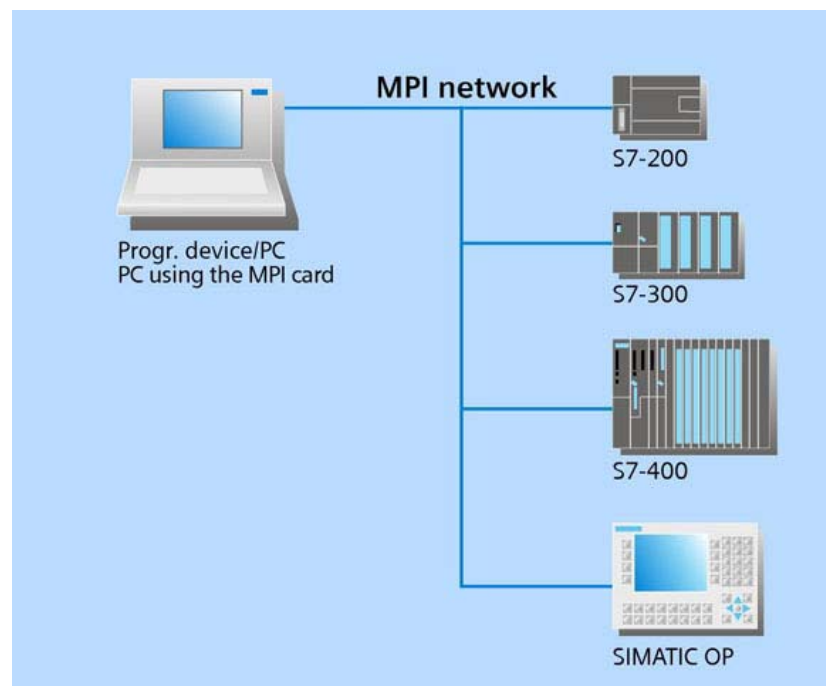 MPI network
S7-200
Progr. device/PC
PC using the MPI card
S7-300
S7-400
SIMATIC OP